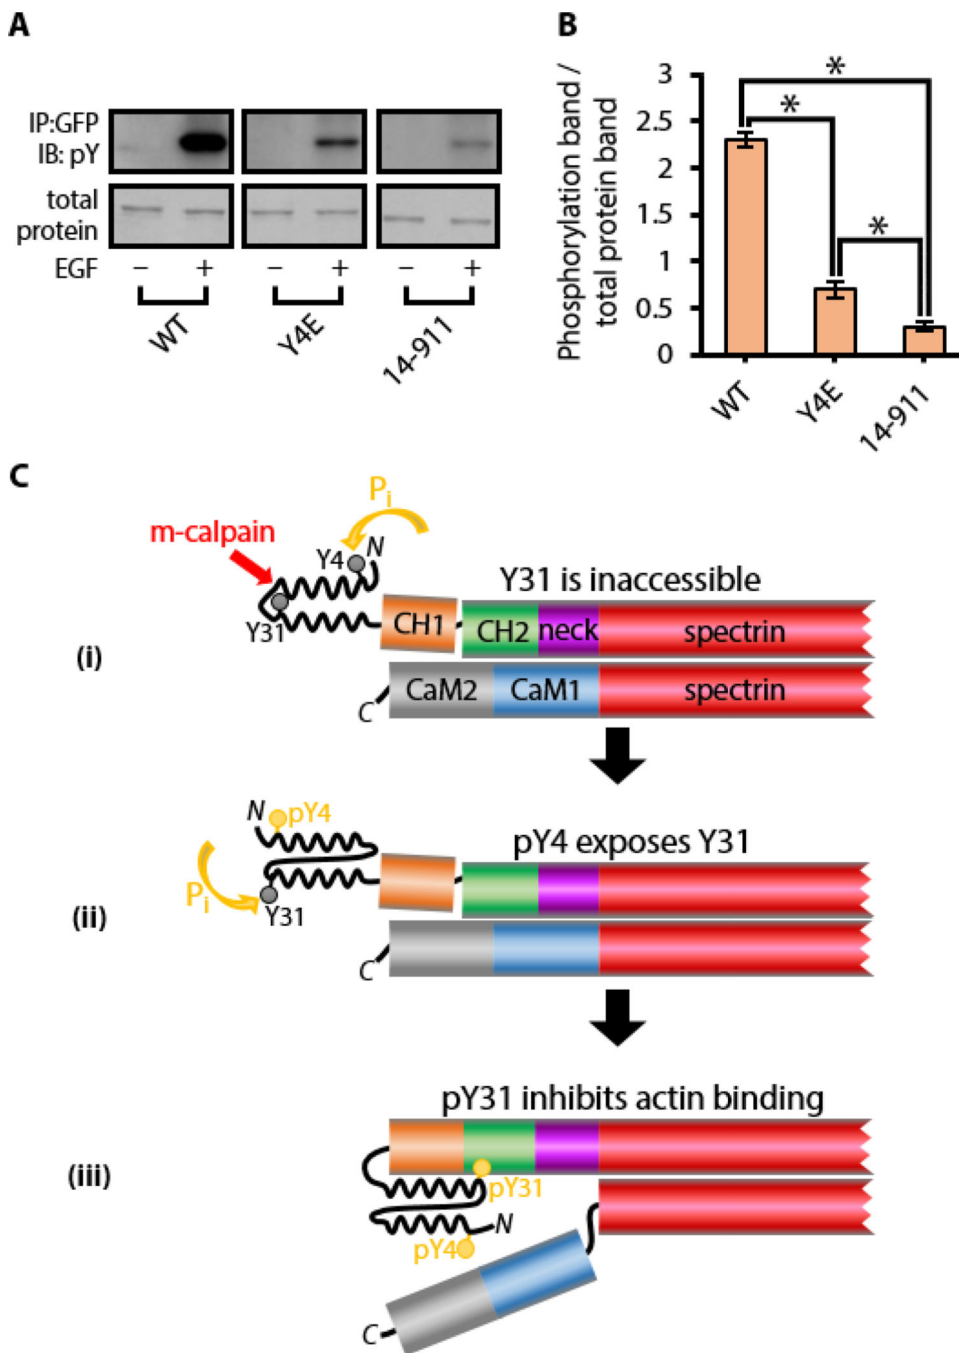 A
IP:GFP
IB: pY
total
protein
EGF
− + − + − +
WT
Y4E
14-911
B
Phosphorylation band /
total protein band
3
2.5
2
1.5
1
0.5
0
*
*
*
WT
Y4E
14-911
C
(i)
m-calpain
Pi
Y4
N
Y31
Y31 is inaccessible
CH1
CH2
neck
spectrin
CaM2
CaM1
spectrin
C
(ii)
N
pY4
pY4 exposes Y31
Pi
Y31
C
(iii)
pY31 inhibits actin binding
pY31
N
pY4
C